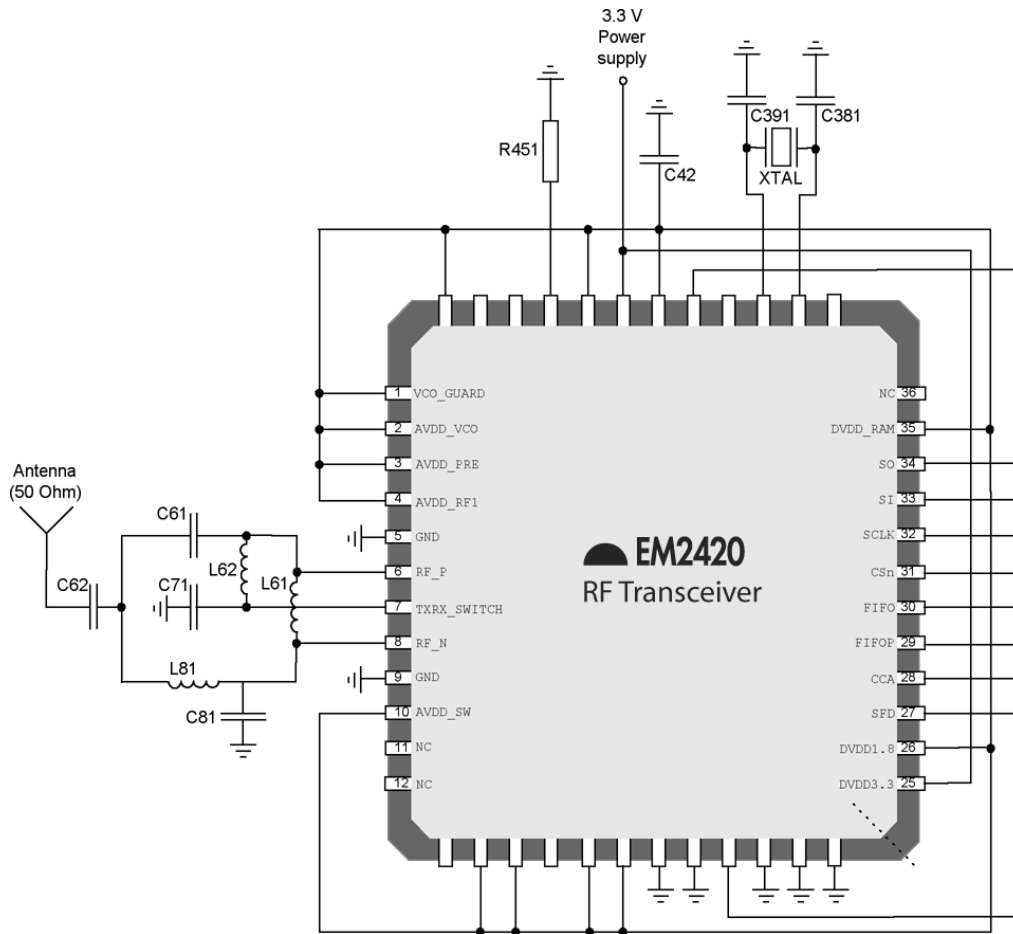 3.3 V
Power
supply
C391
C381
R451
C42
XTAL
1 VCO_GUARD
NC 36
2 AVDD_VCO
DVDD_RAM 35
3 AVDD_PRE
SO 34
Antenna
(50 Ohm)
4 AVDD_RF1
SI 33
C61
5 GND
SCLK 32
EM2420
RF Transceiver
L62
L61
C62
C71
6 RF_P
CSn 31
7 TXRX_SWITCH
FIFO 30
8 RF_N
FIFOP 29
L81
9 GND
CCA 28
C81
10 AVDD_SW
SFD 27
11 NC
DVDD1.8 26
12 NC
DVDD3.3 25